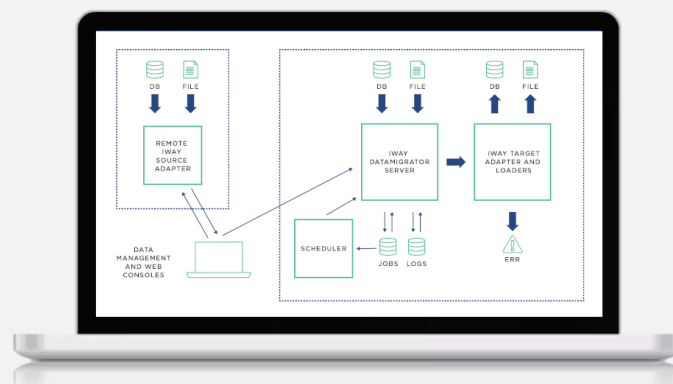 DB
FILE
REMOTE
iWAY
SOURCE
ADAPTER
DATA
MANAGEMENT
AND WEB
CONSOLES
DB
FILE
iWAY
DATAMIGRATOR
SERVER
DB
FILE
iWAY TARGET
ADAPTER AND
LOADERS
SCHEDULER
JOBS
LOGS
ERR